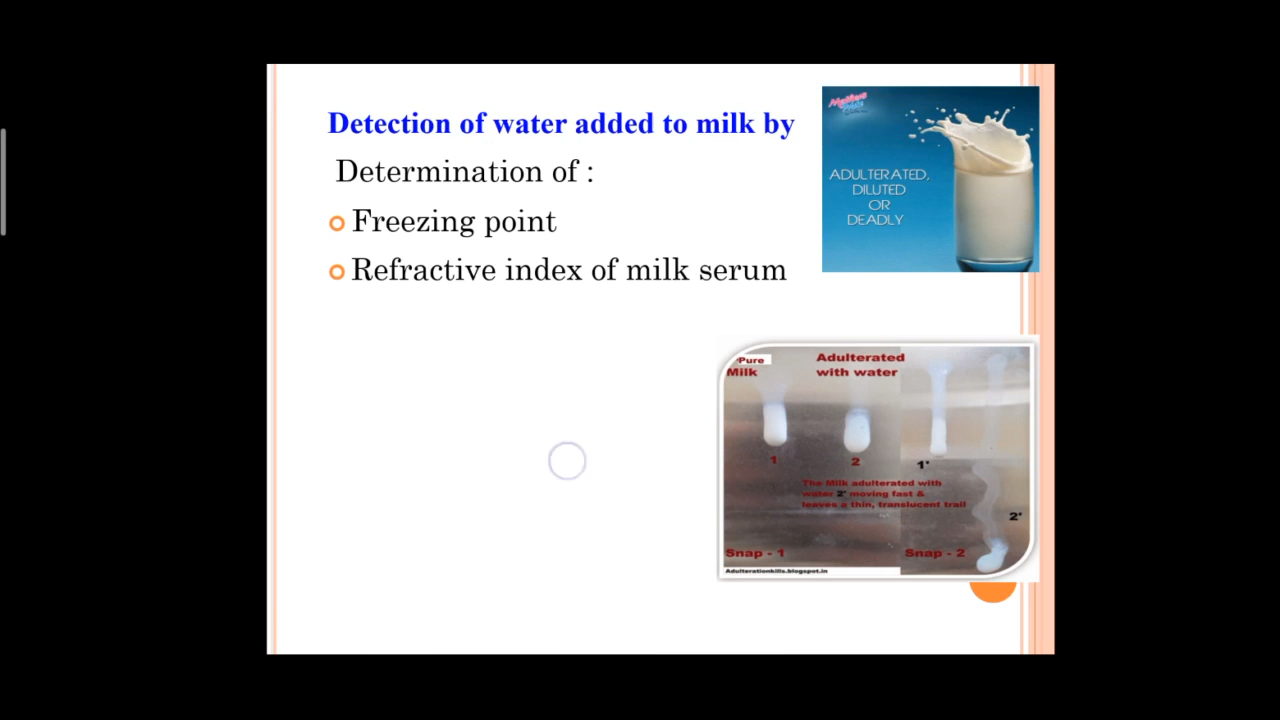 Detection of water added to milk by
Determination of :
Freezing point
Refractive index of milk serum
ADULTERATED,
DILUTED
OR
DEADLY
Pure
Milk
Adulterated
with water
1
2
1'
The Milk adulterated with
water 2' moving fast &
leaves a thin, translucent trail
2'
Snap - 1
Snap - 2
Adulterationkills.blogspot.in